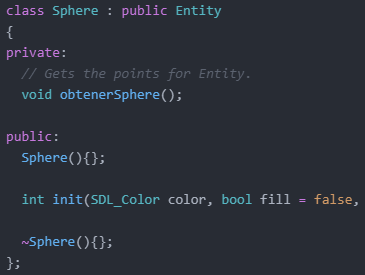 class Sphere : public Entity
{
private:
// Gets the points for Entity.
void obtenerSphere();
public:
Sphere(){};
int init(SDL_Color color, bool fill = false,
~Sphere(){};
};